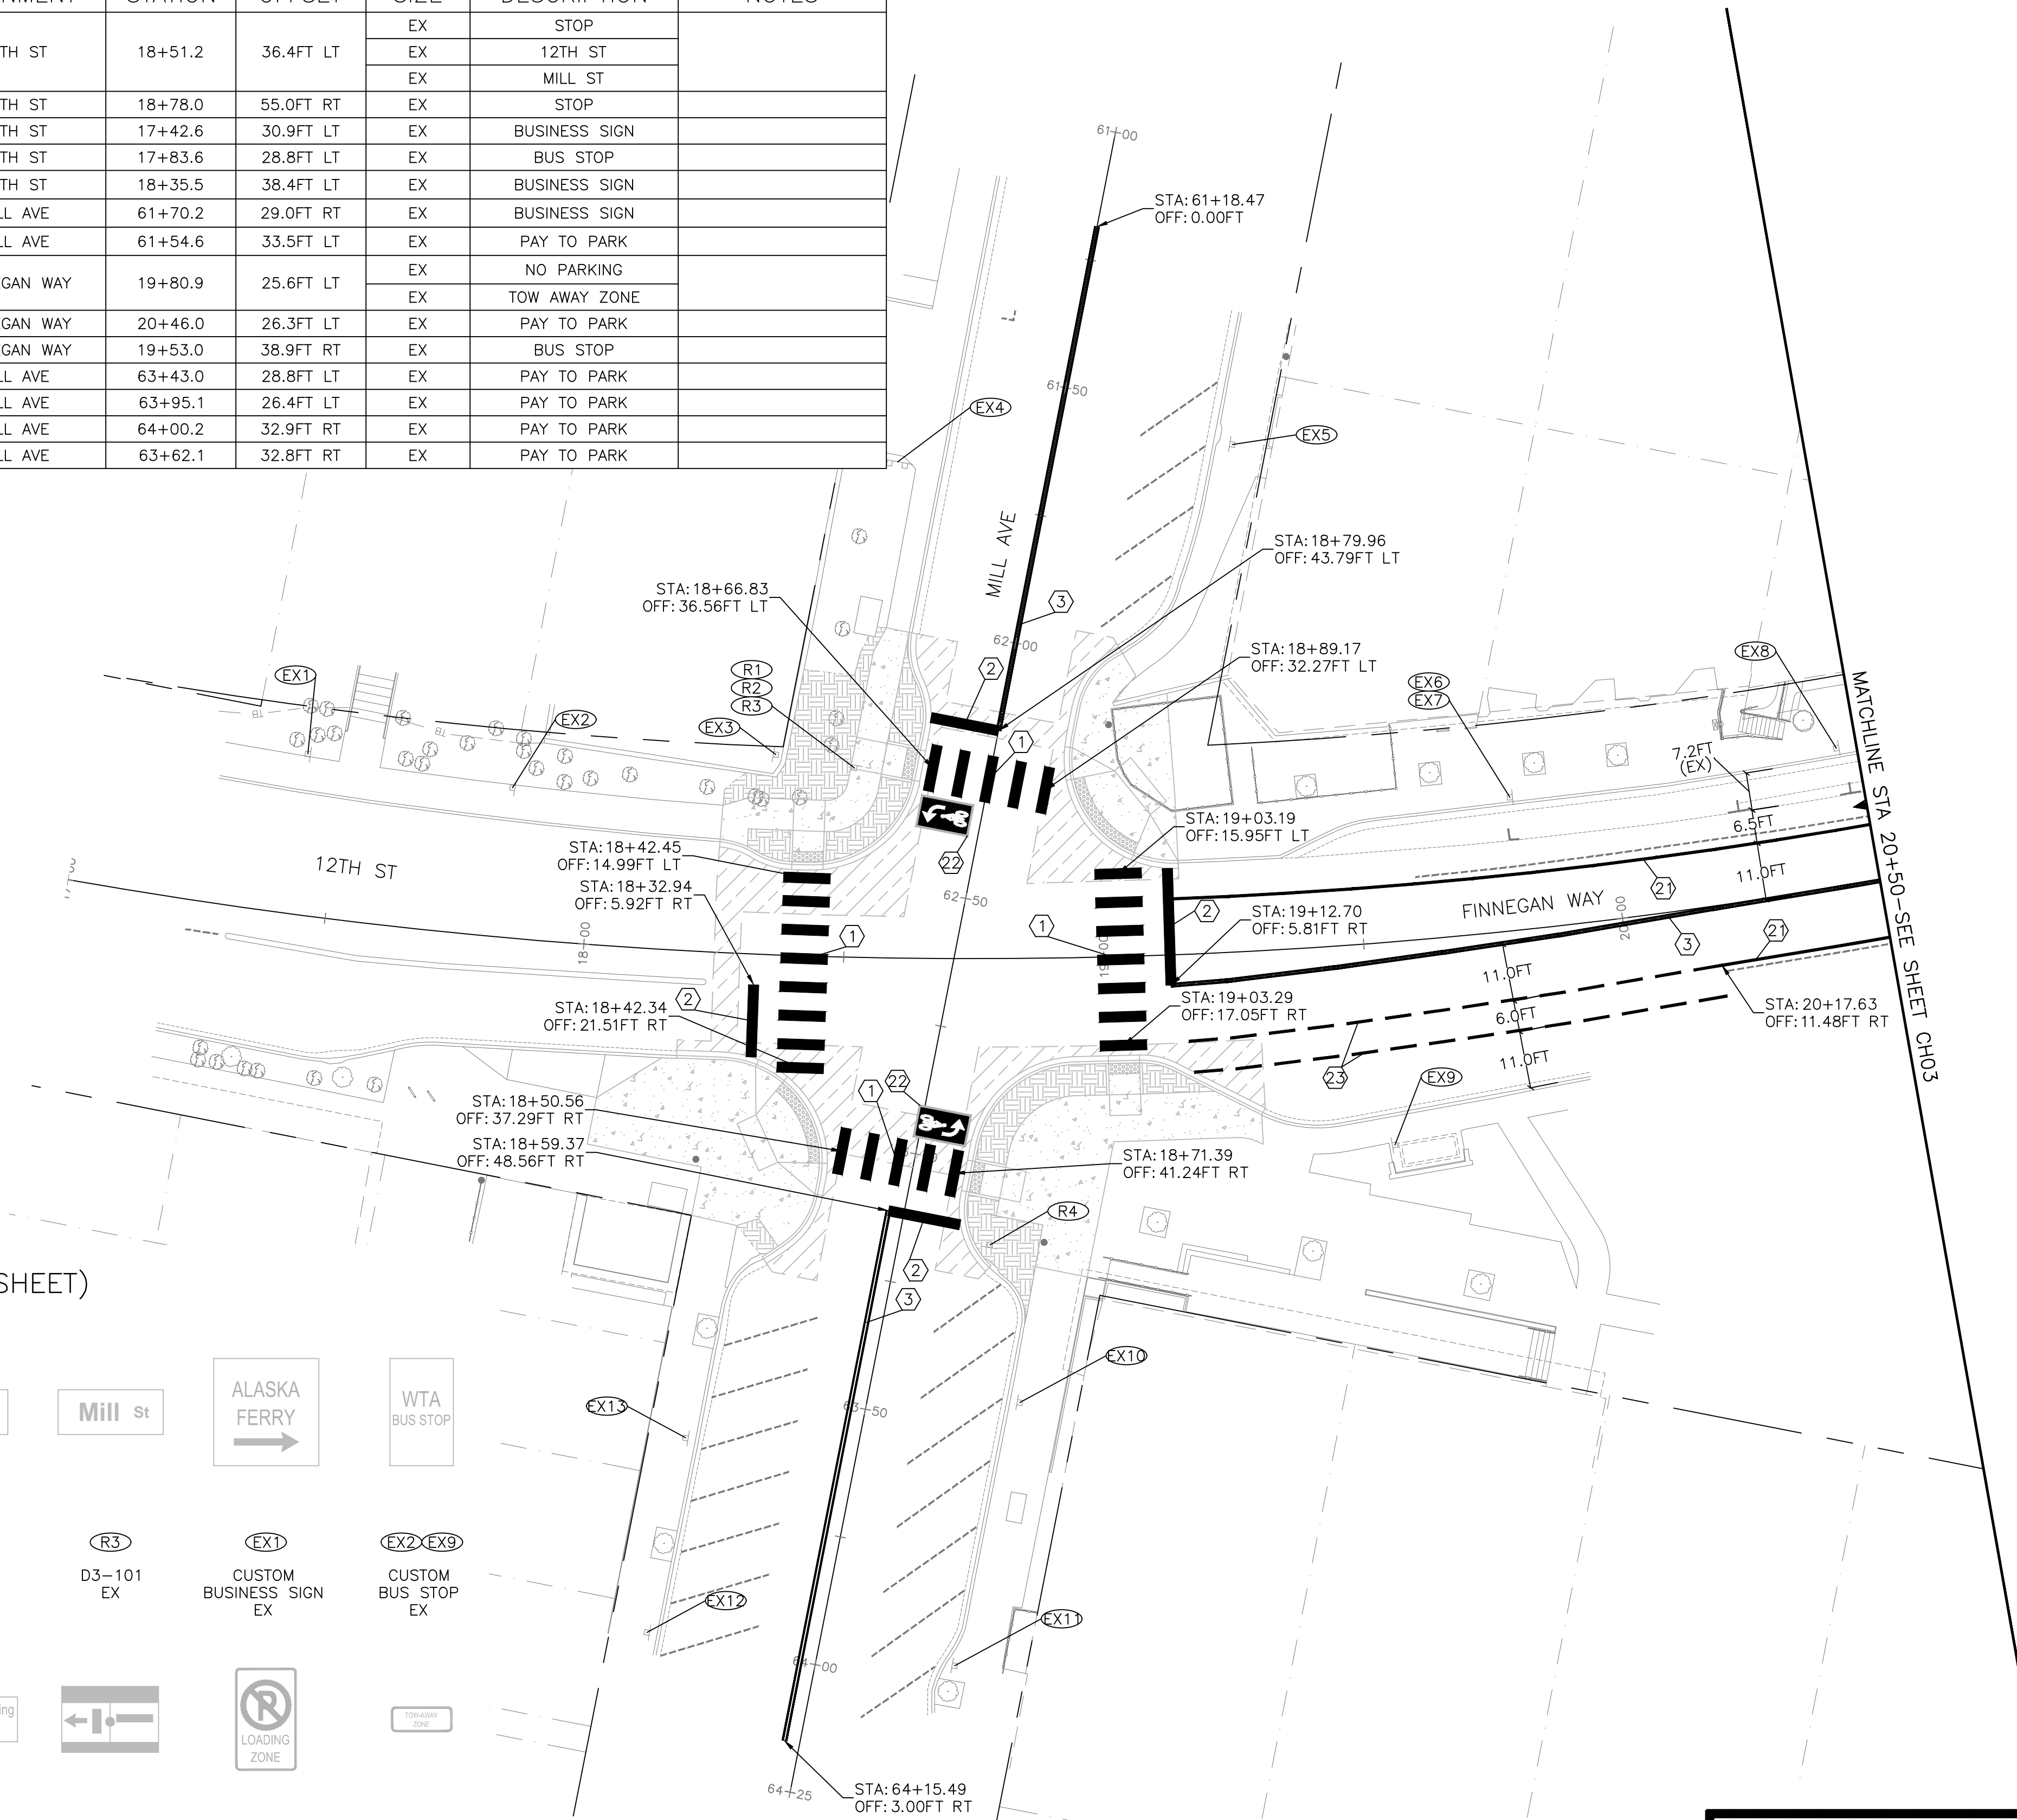 NMENT STATION OFFSET SIZE DESCRIPTION NOTES
TH ST 18+51.2 36.4FT LT EX STOP
EX 12TH ST
EX MILL ST
TH ST 18+78.0 55.0FT RT EX STOP
TH ST 17+42.6 30.9FT LT EX BUSINESS SIGN
TH ST 17+83.6 28.8FT LT EX BUS STOP
TH ST 18+35.5 38.4FT LT EX BUSINESS SIGN
LL AVE 61+70.2 29.0FT RT EX BUSINESS SIGN
LL AVE 61+54.6 33.5FT LT EX PAY TO PARK
EGAN WAY 19+80.9 25.6FT LT EX NO PARKING
EX TOW AWAY ZONE
EGAN WAY 20+46.0 26.3FT LT EX PAY TO PARK
EGAN WAY 19+53.0 38.9FT RT EX BUS STOP
LL AVE 63+43.0 28.8FT LT EX PAY TO PARK
LL AVE 63+95.1 26.4FT LT EX PAY TO PARK
LL AVE 64+00.2 32.9FT RT EX PAY TO PARK
LL AVE 63+62.1 32.8FT RT EX PAY TO PARK
61+00
STA: 61+18.47
OFF: 0.00FT
61+50
EX4
EX5
MILL AVE
STA: 18+79.96
OFF: 43.79FT LT
STA: 18+66.83
OFF: 36.56FT LT
3
62+00
STA: 18+89.17
OFF: 32.27FT LT
EX8
EX1
R1
R2
R3
2
EX6
EX7
TB
TB
EX2
EX3
1
7.2FT
(EX)
MATCHLINE STA 20+50-SEE SHEET CH03
STA: 19+03.19
OFF: 15.95FT LT
6.5FT
STA: 18+42.45
OFF: 14.99FT LT
22
12TH ST
11.0FT
21
STA: 18+32.94
OFF: 5.92FT RT
62+50
2
FINNEGAN WAY
STA: 19+12.70
OFF: 5.81FT RT
18+00
1
1
19+00
20+00
3
21
11.0FT
STA: 18+42.34
OFF: 21.51FT RT
2
STA: 19+03.29
OFF: 17.05FT RT
6.0FT
STA: 20+17.63
OFF: 11.48FT RT
11.0FT
23
EX9
1
22
STA: 18+50.56
OFF: 37.29FT RT
STA: 18+59.37
OFF: 48.56FT RT
STA: 18+71.39
OFF: 41.24FT RT
R4
2
3
SHEET)
EX10
EX13
63+50
Mill St
ALASKA
FERRY
WTA
BUS STOP
R3
EX1
EX2 EX9
D3-101
EX
CUSTOM
BUSINESS SIGN
EX
CUSTOM
BUS STOP
EX
EX12
EX11
64+00
ing
P
LOADING
ZONE
TOW-AWAY
ZONE
64+25
STA: 64+15.49
OFF: 3.00FT RT